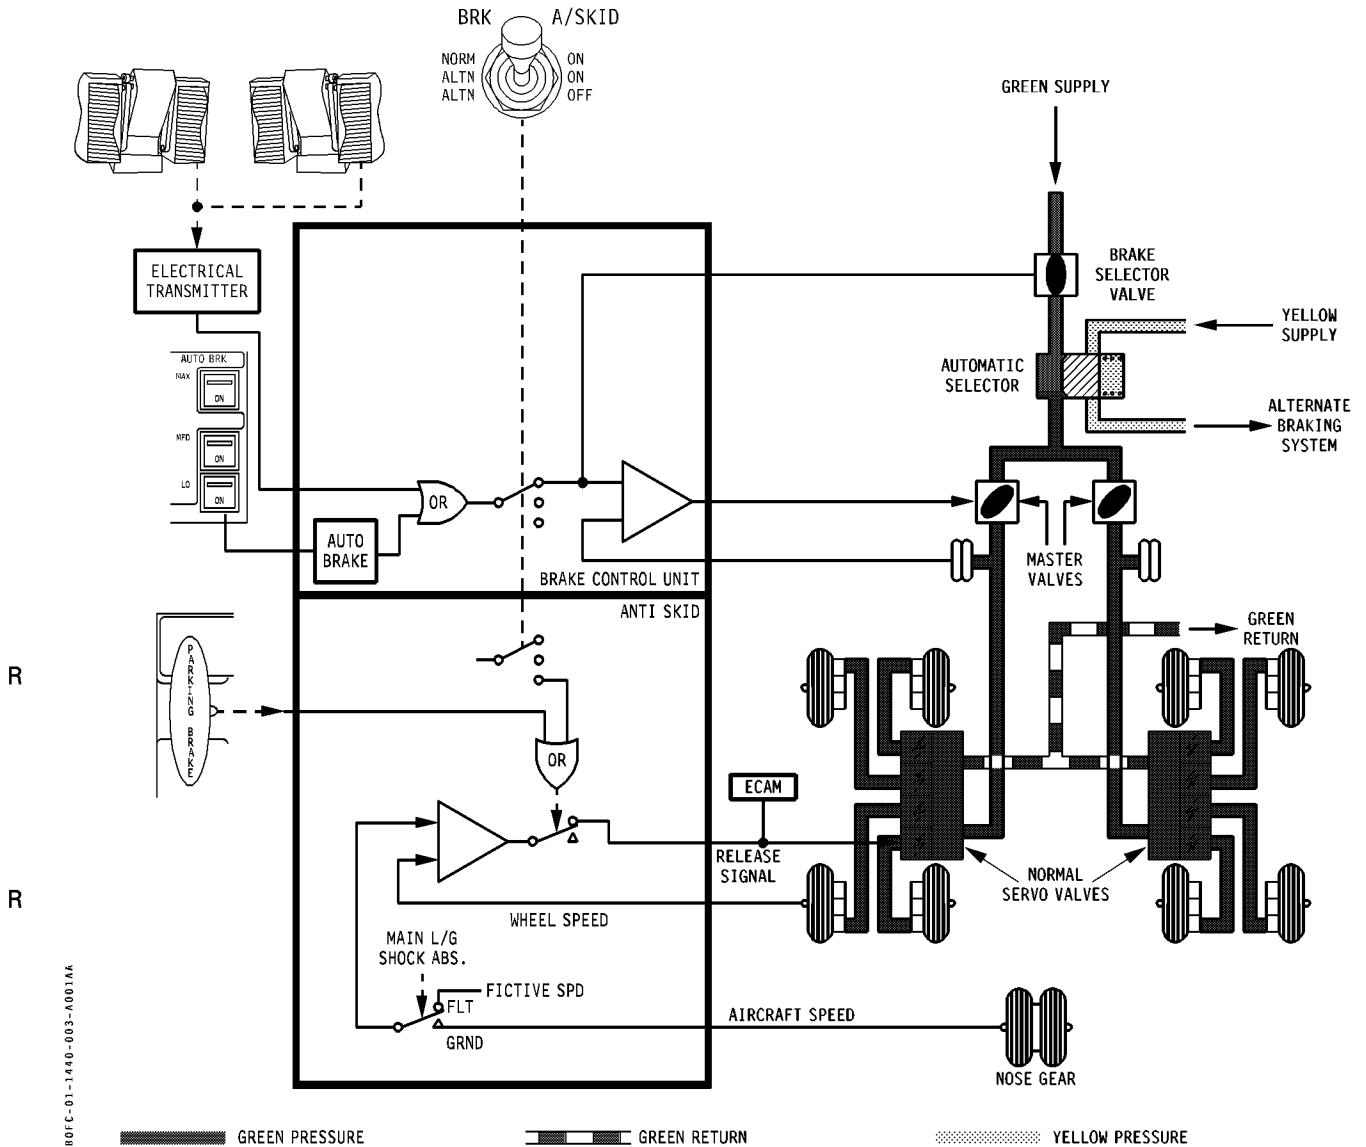 BRK A/SKID
NORM ON
ALTN ON
ALTN OFF
GREEN SUPPLY
ELECTRICAL
TRANSMITTER
BRAKE
SELECTOR
VALVE
YELLOW
SUPPLY
AUTO BRK
MAX
ON
MED
ON
LO
ON
AUTOMATIC
SELECTOR
ALTERNATE
BRAKING
SYSTEM
OR
AUTO
BRAKE
MASTER
VALVES
BRAKE CONTROL UNIT
ANTI SKID
GREEN
RETURN
R
PARKING BRAKE
OR
ECAM
RELEASE
SIGNAL
NORMAL
SERVO VALVES
R
WHEEL SPEED
MAIN L/G
SHOCK ABS.
FICTIVE SPD
FLT
GRND
AIRCRAFT SPEED
NOSE GEAR
GREEN PRESSURE
GREEN RETURN
YELLOW PRESSURE